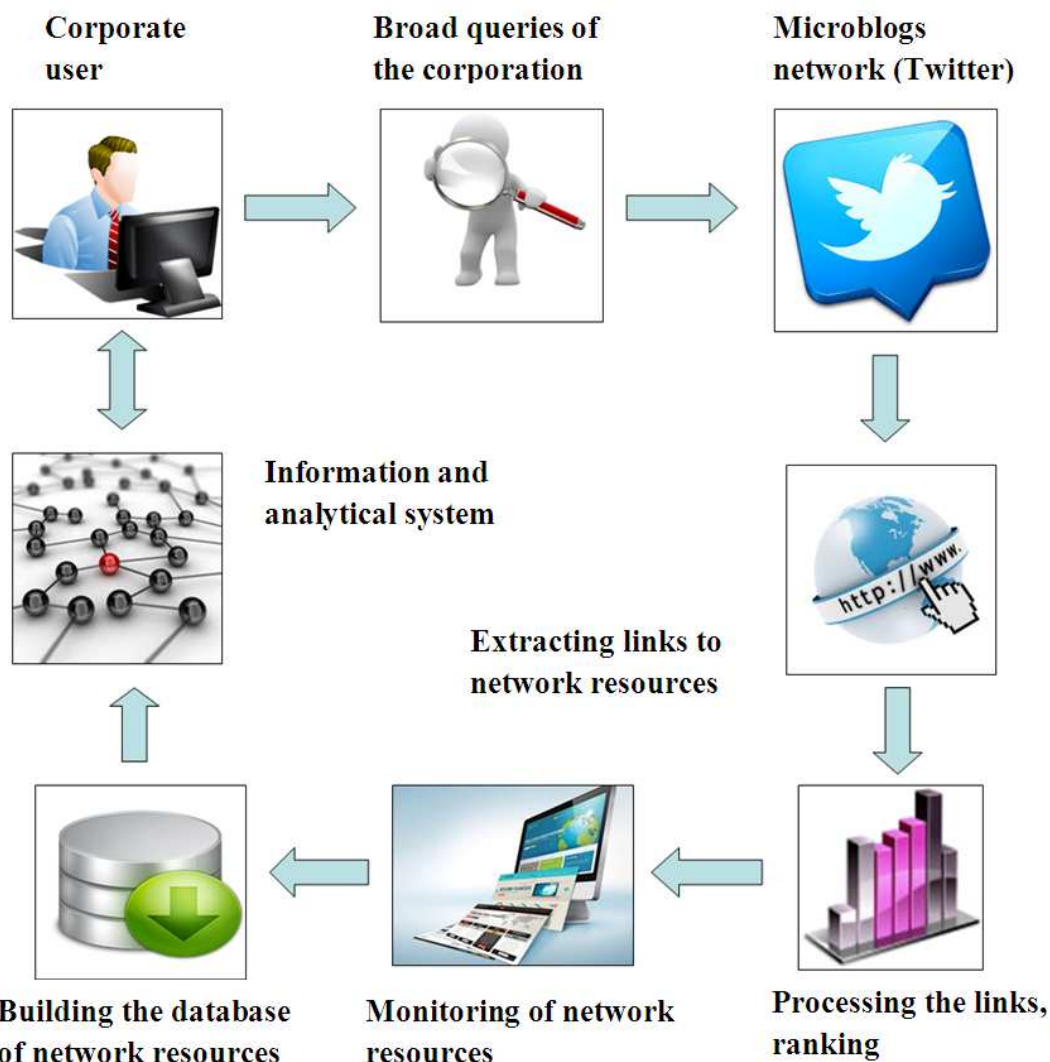 Corporate
user
Broad queries of
the corporation
Microblogs
network (Twitter)
Information and
analytical system
http://www.
Extracting links to
network resources
Building the database
of network resources
Monitoring of network
resources
Processing the links,
ranking